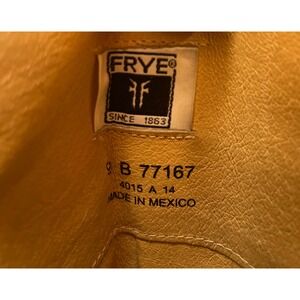 FRYE®
SINCE 1863
9 B 77167
4015 A 14
MADE IN MEXICO